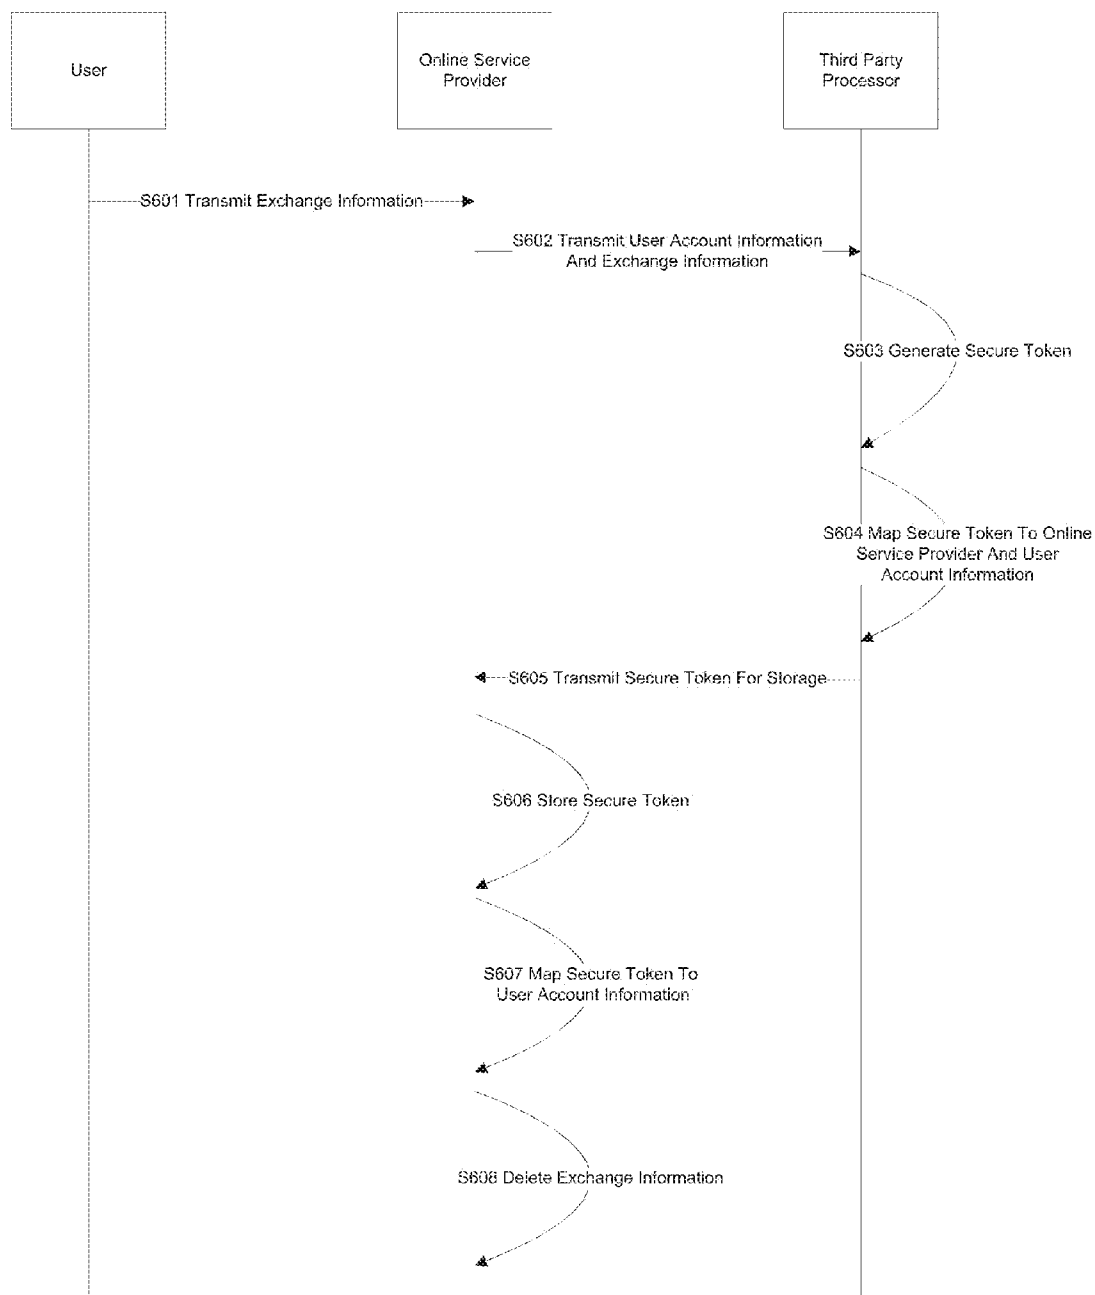 User
Online Service
Provider
Third Party
Processor
S601 Transmit Exchange Information
S602 Transmit User Account Information
And Exchange Information
S603 Generate Secure Token
S604 Map Secure Token To Online
Service Provider And User
Account Information
S605 Transmit Secure Token For Storage
S606 Store Secure Token
S607 Map Secure Token To
User Account Information
S608 Delete Exchange Information